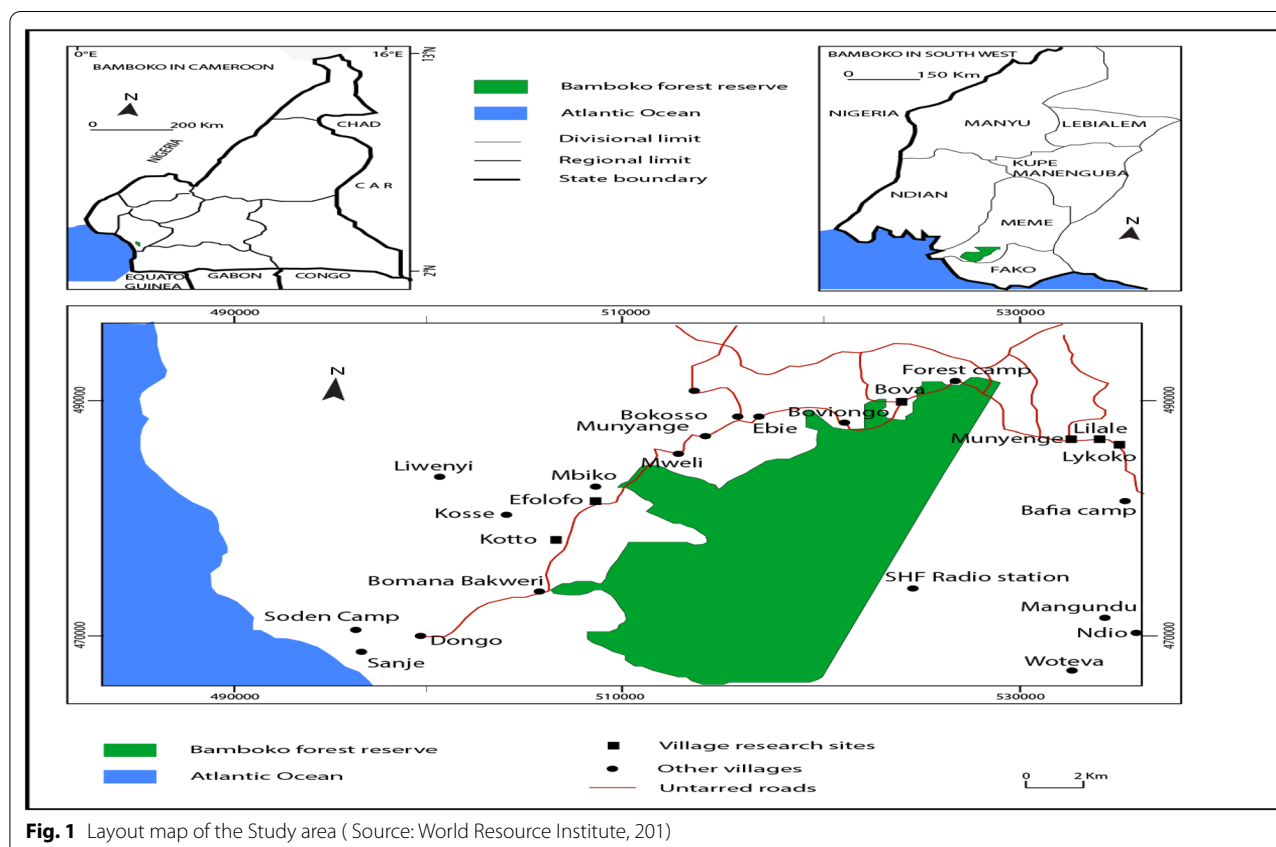 0°E
16°E
13°N
BAMBOKO IN CAMEROON
N
0 200 Km
NIGERIA
CHAD
C A R
EQUATO
GUINEA
GABON
CONGO
2°N
Bamboko forest reserve
Atlantic Ocean
Divisional limit
Regional limit
State boundary
BAMBOKO IN SOUTH WEST
0 150 Km
NIGERIA
MANYU
LEBIALEM
KUPE
MANENGUBA
NDIAN
MEME
N
FAKO
490000 510000 530000
N
490000
490000
Forest camp
Bova
Bokosso
Boviongo
Munyange
Ebie
Munyenge
Lilale
Lykoko
Mweli
Liwenyi
Mbiko
Efolofo
Kosse
Bafia camp
Kotto
Bomana Bakweri
SHF Radio station
Soden Camp
Mangundu
470000
Dongo
Ndio
470000
Sanje
Woteva
490000 510000 530000
Bamboko forest reserve
Atlantic Ocean
Village research sites
Other villages
Untarred roads
0 2 Km
Fig. 1 Layout map of the Study area ( Source: World Resource Institute, 201)